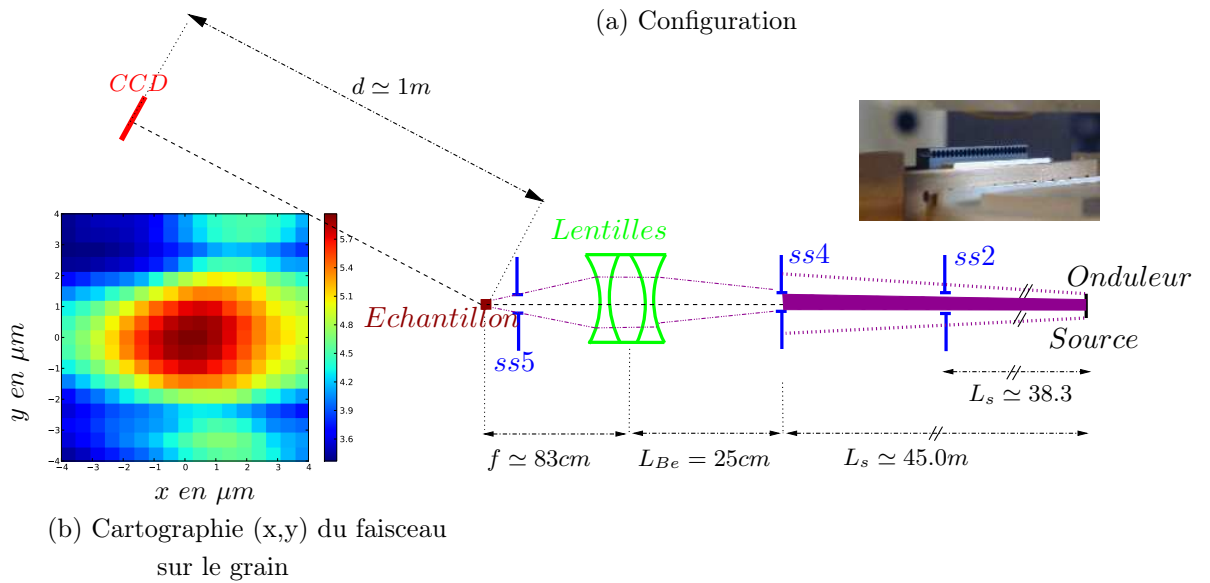 (a) Configuration
CCD
d ≃ 1m
Lentilles
ss4
ss2
Onduleur
Echantillon
Source
ss5
L_s ≃ 38.3
f ≃ 83cm
L_{Be} = 25cm
L_s ≃ 45.0m
4
3
2
1
0
−1
−2
−3
−4
−4 −3 −2 −1 0 1 2 3 4
5.7
5.4
5.1
4.8
4.5
4.2
3.9
3.6
y en μm
x en μm
(b) Cartographie (x,y) du faisceau
sur le grain